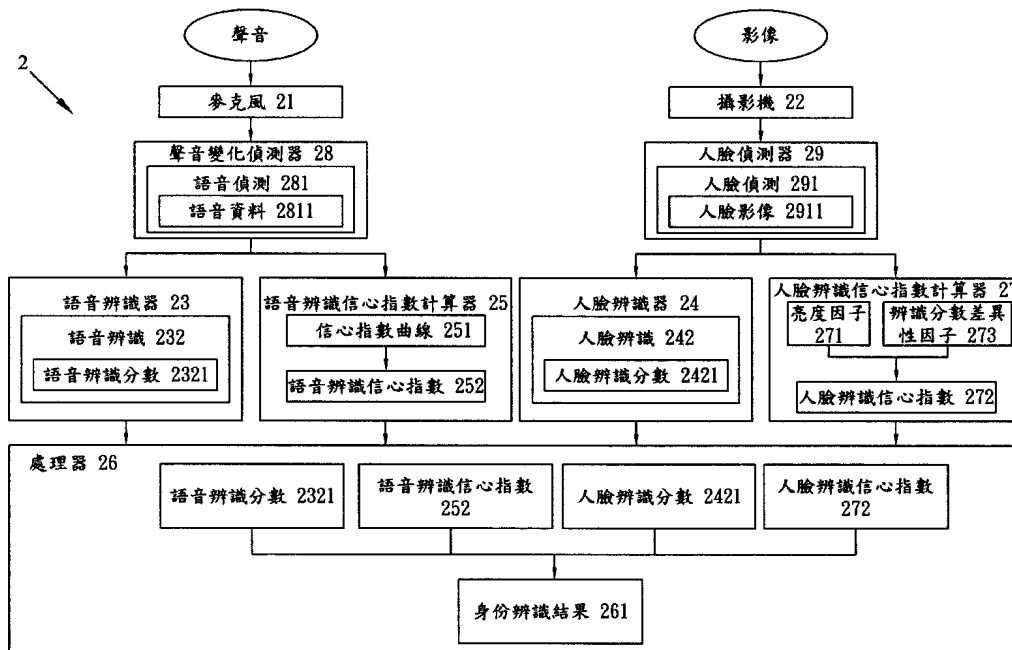 聲音
影像
2
麥克風 21
攝影機 22
聲音變化偵測器 28
語音偵測 281
語音資料 2811
人臉偵測器 29
人臉偵測 291
人臉影像 2911
語音辨識器 23
語音辨識 232
語音辨識分數 2321
語音辨識信心指數計算器 25
信心指數曲線 251
語音辨識信心指數 252
人臉辨識器 24
人臉辨識 242
人臉辨識分數 2421
人臉辨識信心指數計算器 27
亮度因子
271
辨識分數差異
性因子 273
人臉辨識信心指數 272
處理器 26
語音辨識分數 2321
語音辨識信心指數
252
人臉辨識分數 2421
人臉辨識信心指數
272
身份辨識結果 261